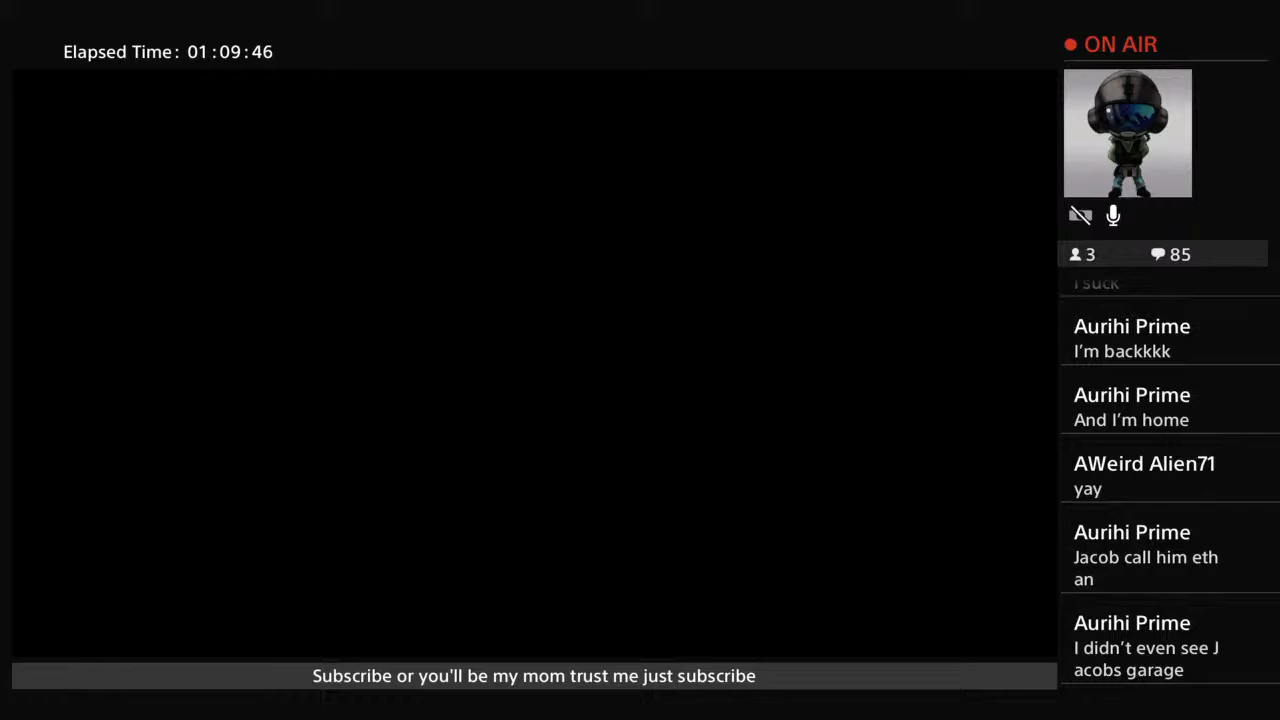 Elapsed Time: 01:09:46
ON AIR
3 85
I suck
Aurihi Prime
I'm backkkk
Aurihi Prime
And I'm home
AWeird Alien71
yay
Aurihi Prime
Jacob call him eth
an
Aurihi Prime
I didn't even see J
acobs garage
Subscribe or you'll be my mom trust me just subscribe